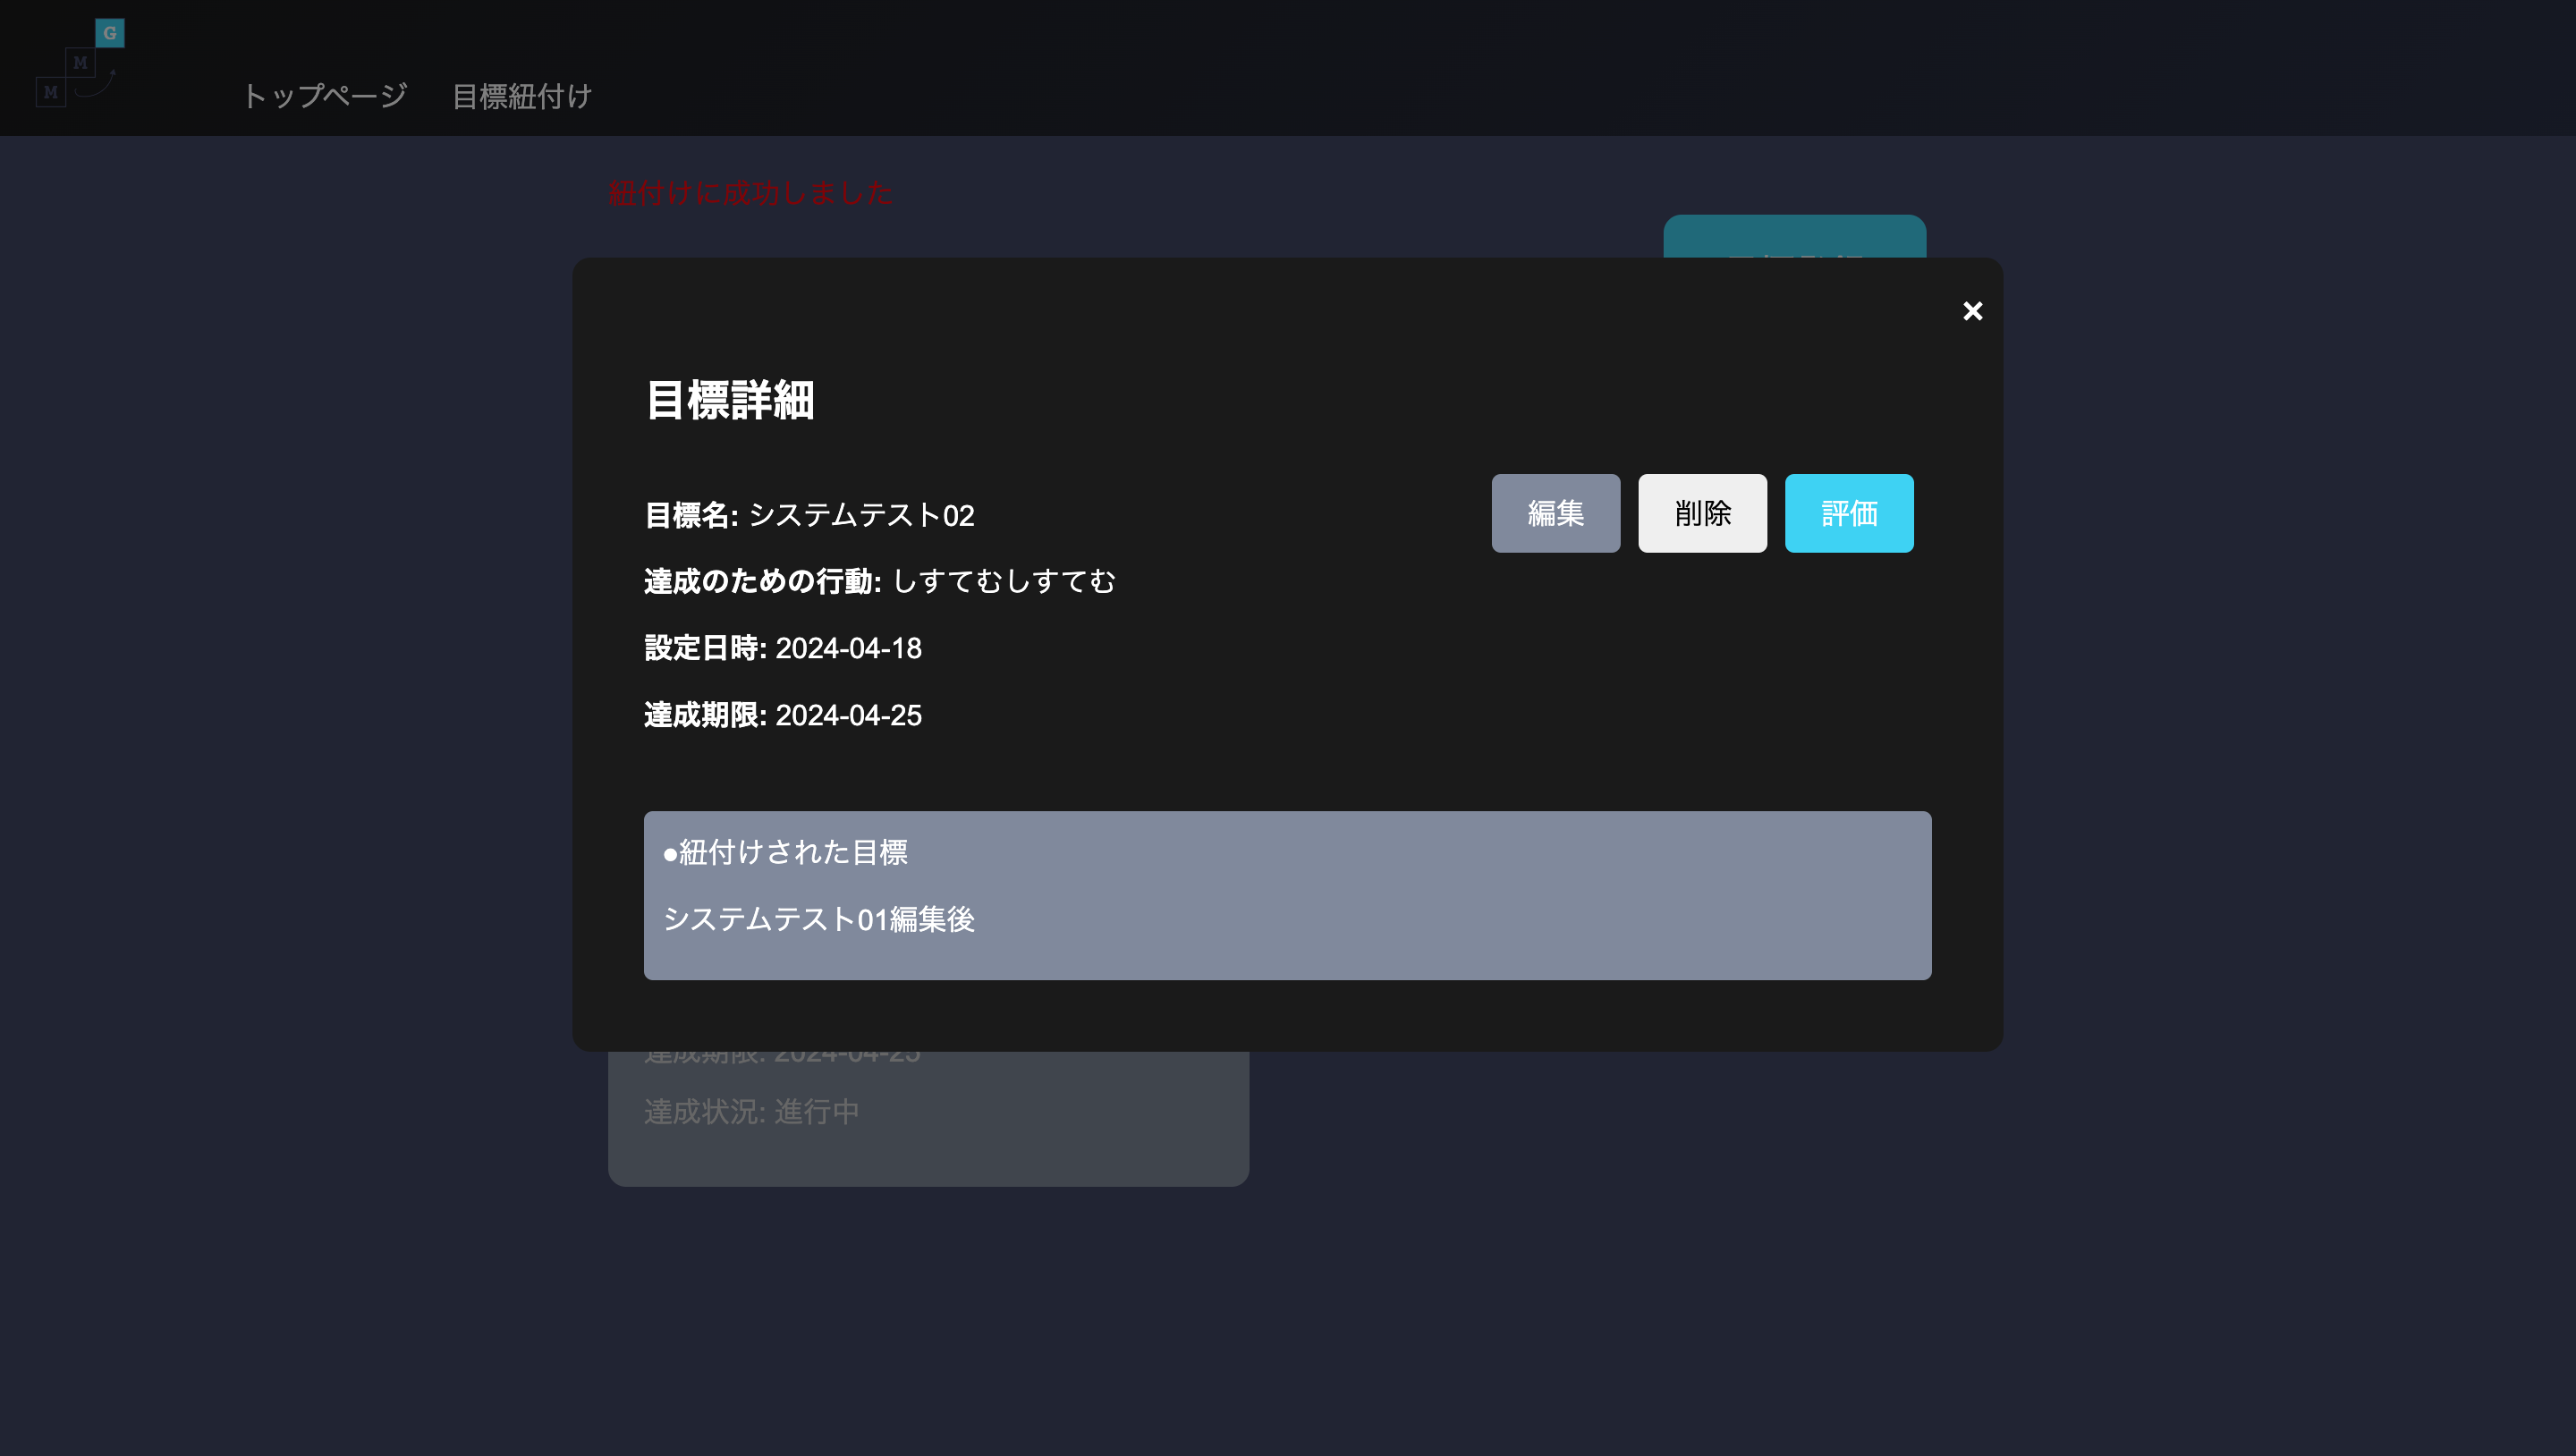 G
M
M
トップページ 目標紐付け
紐付けに成功しました
×
目標詳細
目標名: システムテスト02
編集 削除 評価
達成のための行動: しすてむしすてむ
設定日時: 2024-04-18
達成期限: 2024-04-25
●紐付けされた目標
システムテスト01編集後
達成期限: 2024-04-25
達成状況: 進行中